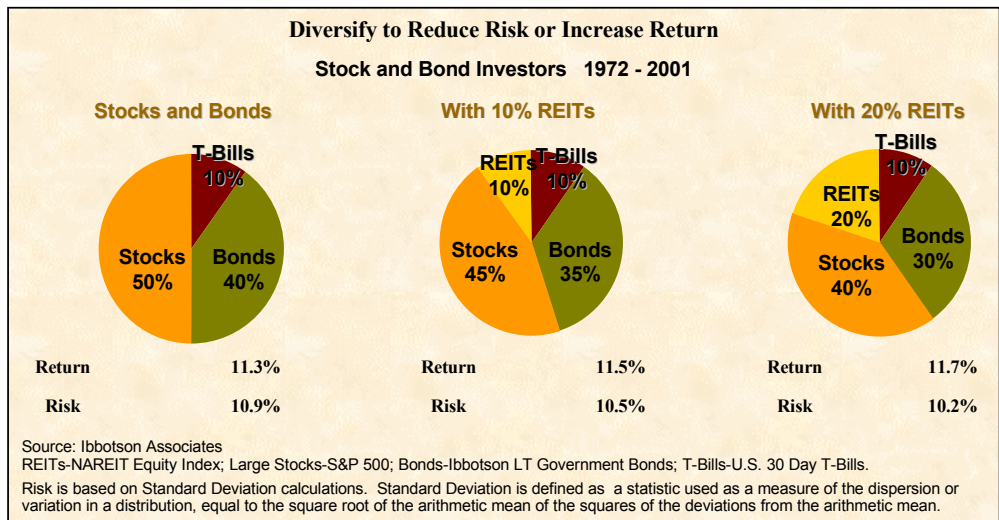 Diversify to Reduce Risk or Increase Return
Stock and Bond Investors 1972 - 2001
Stocks and Bonds
T-Bills
10%
Stocks
50%
Bonds
40%
Return 11.3%
Risk 10.9%
With 10% REITs
REITs
10%
T-Bills
10%
Stocks
45%
Bonds
35%
Return 11.5%
Risk 10.5%
With 20% REITs
T-Bills
10%
REITs
20%
Bonds
30%
Stocks
40%
Return 11.7%
Risk 10.2%
Source: Ibbotson Associates
REITs-NAREIT Equity Index; Large Stocks-S&P 500; Bonds-Ibbotson LT Government Bonds; T-Bills-U.S. 30 Day T-Bills.
Risk is based on Standard Deviation calculations. Standard Deviation is defined as a statistic used as a measure of the dispersion or
variation in a distribution, equal to the square root of the arithmetic mean of the squares of the deviations from the arithmetic mean.